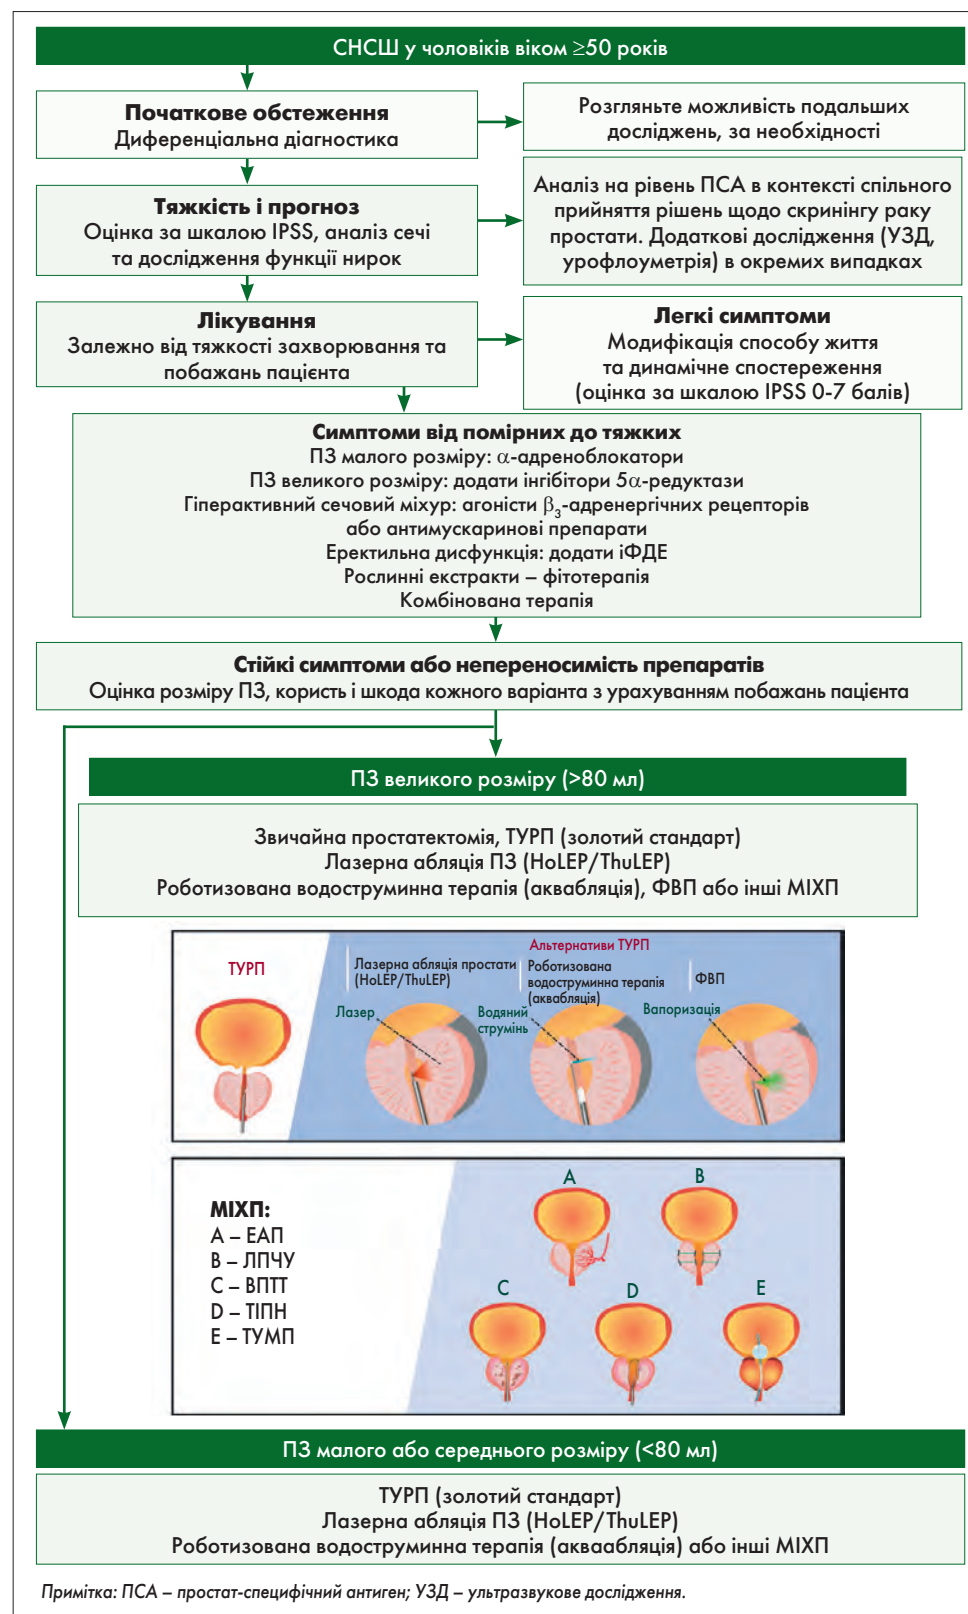 СНСШ у чоловіків віком ≥50 років
Початкове обстеження
Диференціальна діагностика
Розгляньте можливість подальших
досліджень, за необхідності
Тяжкість і прогноз
Оцінка за шкалою IPSS, аналіз сечі
та дослідження функції нирок
Аналіз на рівень ПСА в контексті спільного
прийняття рішень щодо скринінгу раку
простати. Додаткові дослідження (УЗД,
урофлоуметрія) в окремих випадках
Лікування
Залежно від тяжкості захворювання та
побажань пацієнта
Легкі симптоми
Модифікація способу життя
та динамічне спостереження
(оцінка за шкалою IPSS 0-7 балів)
Симптоми від помірних до тяжких
ПЗ малого розміру: α-адреноблокатори
ПЗ великого розміру: додати інгібітори 5α-редуктази
Гіперактивний сечовий міхур: агоністи β₃-адренергічних рецепторів
або антимускаринові препарати
Еректильна дисфункція: додати іФДЕ
Рослинні екстракти – фітотерапія
Комбінована терапія
Стійкі симптоми або непереносимість препаратів
Оцінка розміру ПЗ, користь і шкода кожного варіанта з урахуванням побажань пацієнта
ПЗ великого розміру (>80 мл)
Звичайна простатектомія, ТУРП (золотий стандарт)
Лазерна абляція ПЗ (HoLEP/ThuLEP)
Роботизована водоструминна терапія (аквабляція), ФВП або інші МІХП
ТУРП
Альтернативи ТУРП
Лазерна абляція простати
(HoLEP/ThuLEP)
Лазер
Роботизована
водоструминна терапія
(аквабляція)
Водяний
струмінь
ФВП
Вапоризація
МІХП:
A – ЕАП
B – ЛПЧУ
C – ВПТТ
D – ТІПН
E – ТУМП
A
B
C
D
E
ПЗ малого або середнього розміру (<80 мл)
ТУРП (золотий стандарт)
Лазерна абляція ПЗ (HoLEP/ThuLEP)
Роботизована водоструминна терапія (акваабляція) або інші МІХП
Примітка: ПСА – простат-специфічний антиген; УЗД – ультразвукове дослідження.